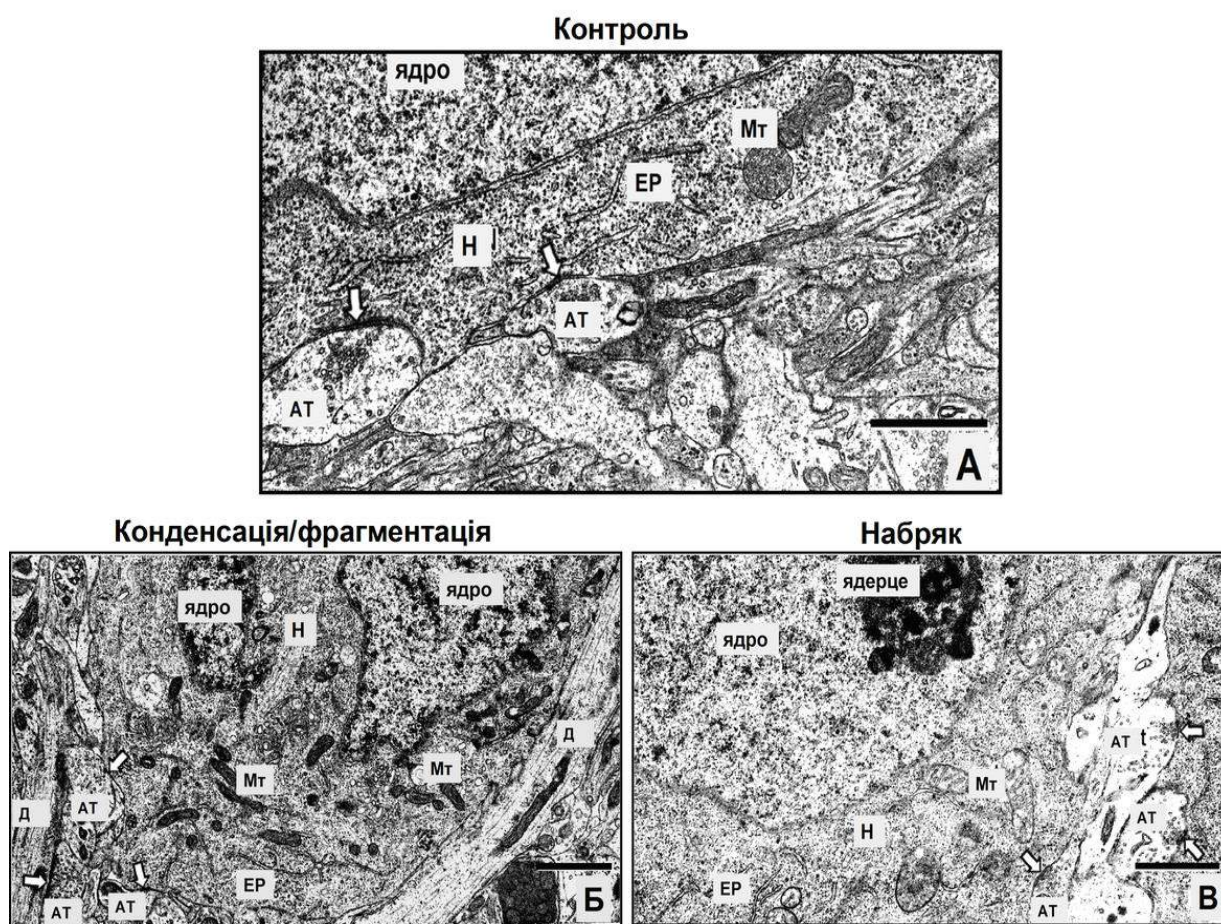 Контроль
ядро
Мт
ЕР
Н
АТ
АТ
А
Конденсація/фрагментація
ядро
ядро
Н
Д
Мт
Мт
Д
АТ
ЕР
АТ
АТ
Б
Набряк
ядерце
ядро
АТ t
Мт
АТ
Н
ЕР
АТ
В